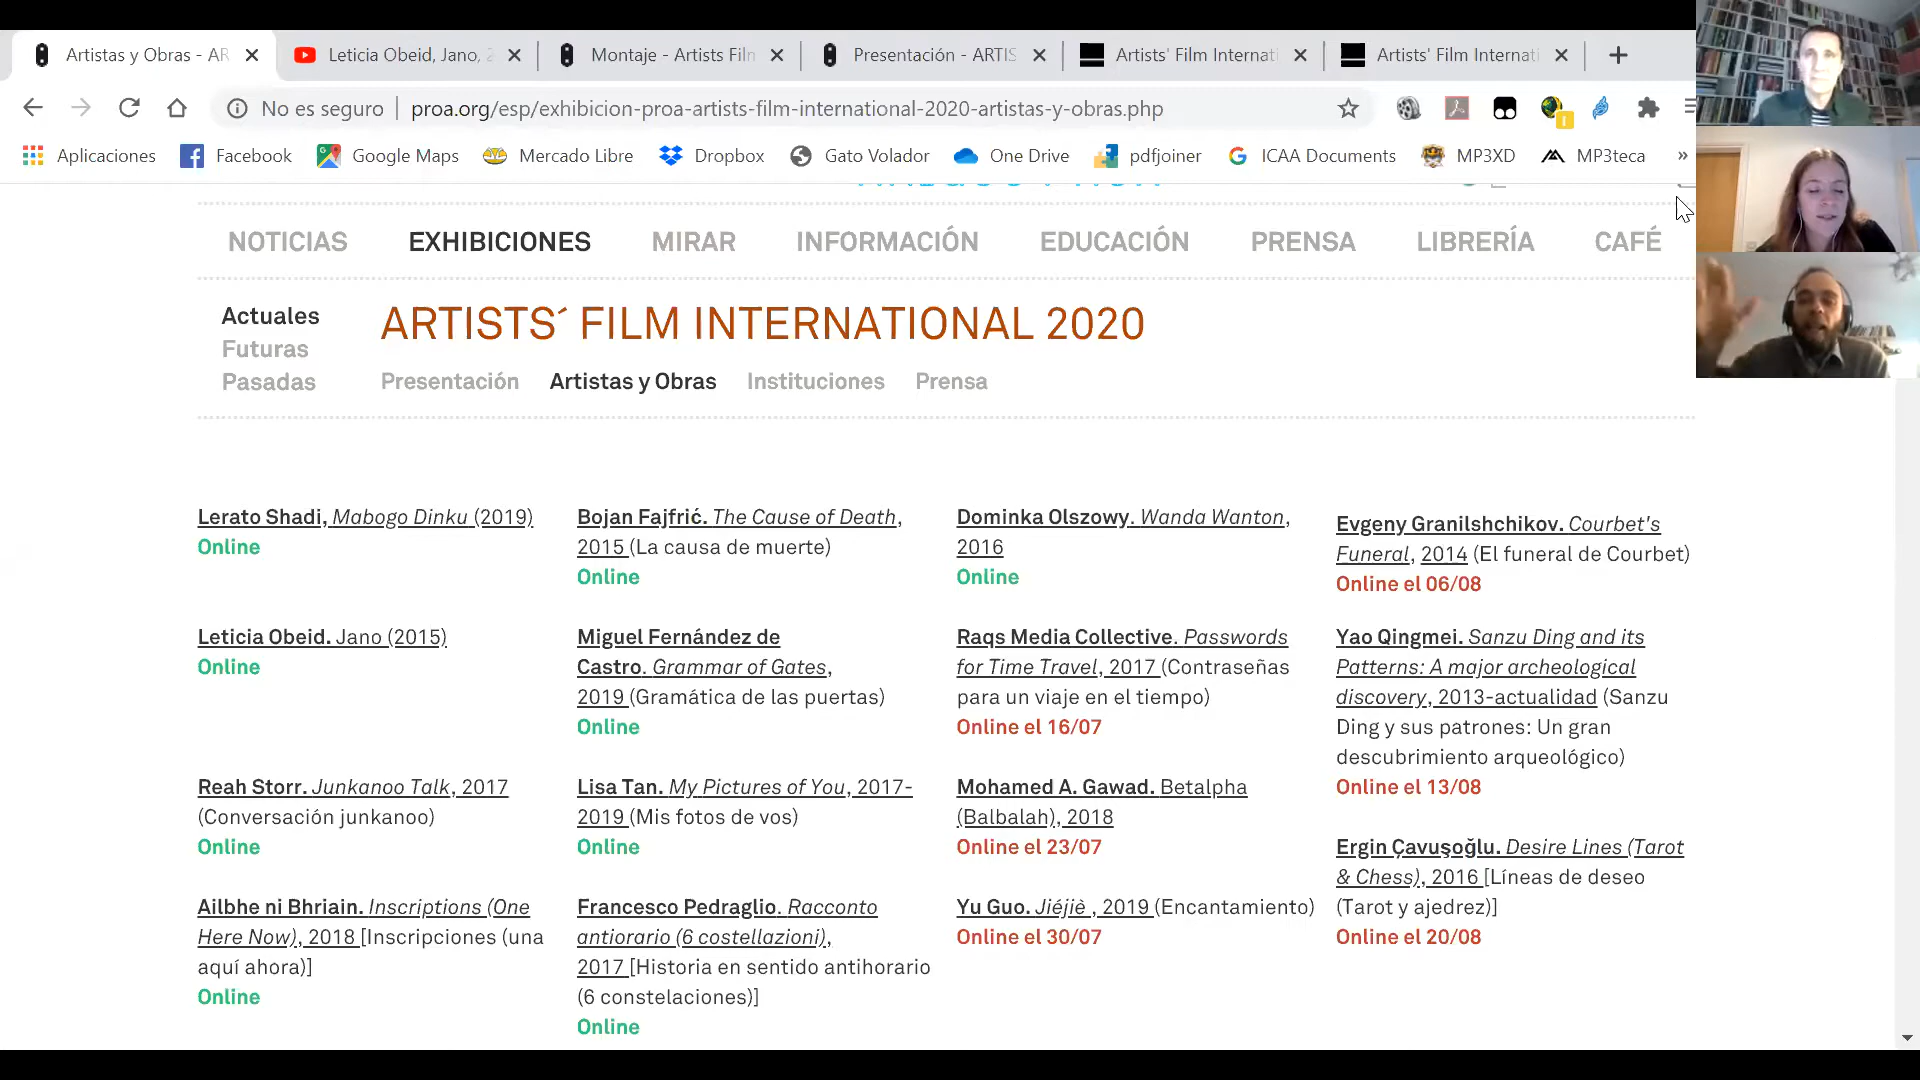 Artistas y Obras - AR
Leticia Obeid, Jano, 2
Montaje - Artists Film
Presentación - ARTIS
Artists' Film Internati
Artists' Film Internati
No es seguro
proa.org/esp/exhibicion-proa-artists-film-international-2020-artistas-y-obras.php
Aplicaciones
Facebook
Google Maps
Mercado Libre
Dropbox
Gato Volador
One Drive
pdfjoiner
ICAA Documents
MP3XD
MP3teca
»
NOTICIAS
EXHIBICIONES
MIRAR
INFORMACIÓN
EDUCACIÓN
PRENSA
LIBRERÍA
CAFÉ
Actuales
Futuras
Pasadas
ARTISTS´ FILM INTERNATIONAL 2020
Presentación
Artistas y Obras
Instituciones
Prensa
Lerato Shadi, Mabogo Dinku (2019)
Online
Leticia Obeid. Jano (2015)
Online
Reah Storr. Junkanoo Talk, 2017
(Conversación junkanoo)
Online
Ailbhe ni Bhriain. Inscriptions (One
Here Now), 2018 [Inscripciones (una
aquí ahora)]
Online
Bojan Fajfrić. The Cause of Death,
2015 (La causa de muerte)
Online
Miguel Fernández de
Castro. Grammar of Gates,
2019 (Gramática de las puertas)
Online
Lisa Tan. My Pictures of You, 2017-
2019 (Mis fotos de vos)
Online
Francesco Pedraglio. Racconto
antiorario (6 costellazioni),
2017 [Historia en sentido antihorario
(6 constelaciones)]
Online
Dominka Olszowy. Wanda Wanton,
2016
Online
Raqs Media Collective. Passwords
for Time Travel, 2017 (Contraseñas
para un viaje en el tiempo)
Online el 16/07
Mohamed A. Gawad. Betalpha
(Balbalah), 2018
Online el 23/07
Yu Guo. Jiéjiè , 2019 (Encantamiento)
Online el 30/07
Evgeny Granilshchikov. Courbet's
Funeral, 2014 (El funeral de Courbet)
Online el 06/08
Yao Qingmei. Sanzu Ding and its
Patterns: A major archeological
discovery, 2013-actualidad (Sanzu
Ding y sus patrones: Un gran
descubrimiento arqueológico)
Online el 13/08
Ergin Çavuşoğlu. Desire Lines (Tarot
& Chess), 2016 [Líneas de deseo
(Tarot y ajedrez)]
Online el 20/08